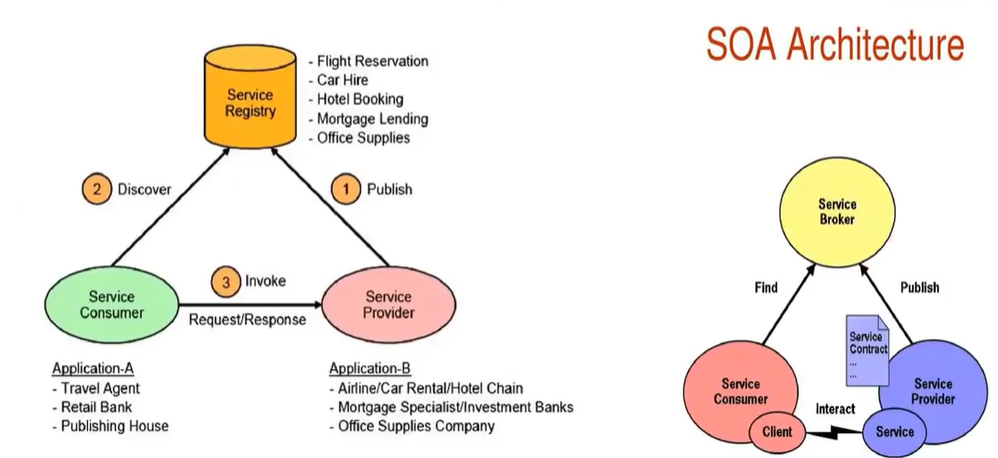 SOA Architecture
Service
Registry
- Flight Reservation
- Car Hire
- Hotel Booking
- Mortgage Lending
- Office Supplies
2 Discover
1 Publish
3 Invoke
Request/Response
Service
Consumer
Service
Provider
Application-A
- Travel Agent
- Retail Bank
- Publishing House
Application-B
- Airline/Car Rental/Hotel Chain
- Mortgage Specialist/Investment Banks
- Office Supplies Company
Service
Broker
Find
Publish
Service
Contract
...
...
Service
Consumer
Client
Interact
Service
Provider
Service